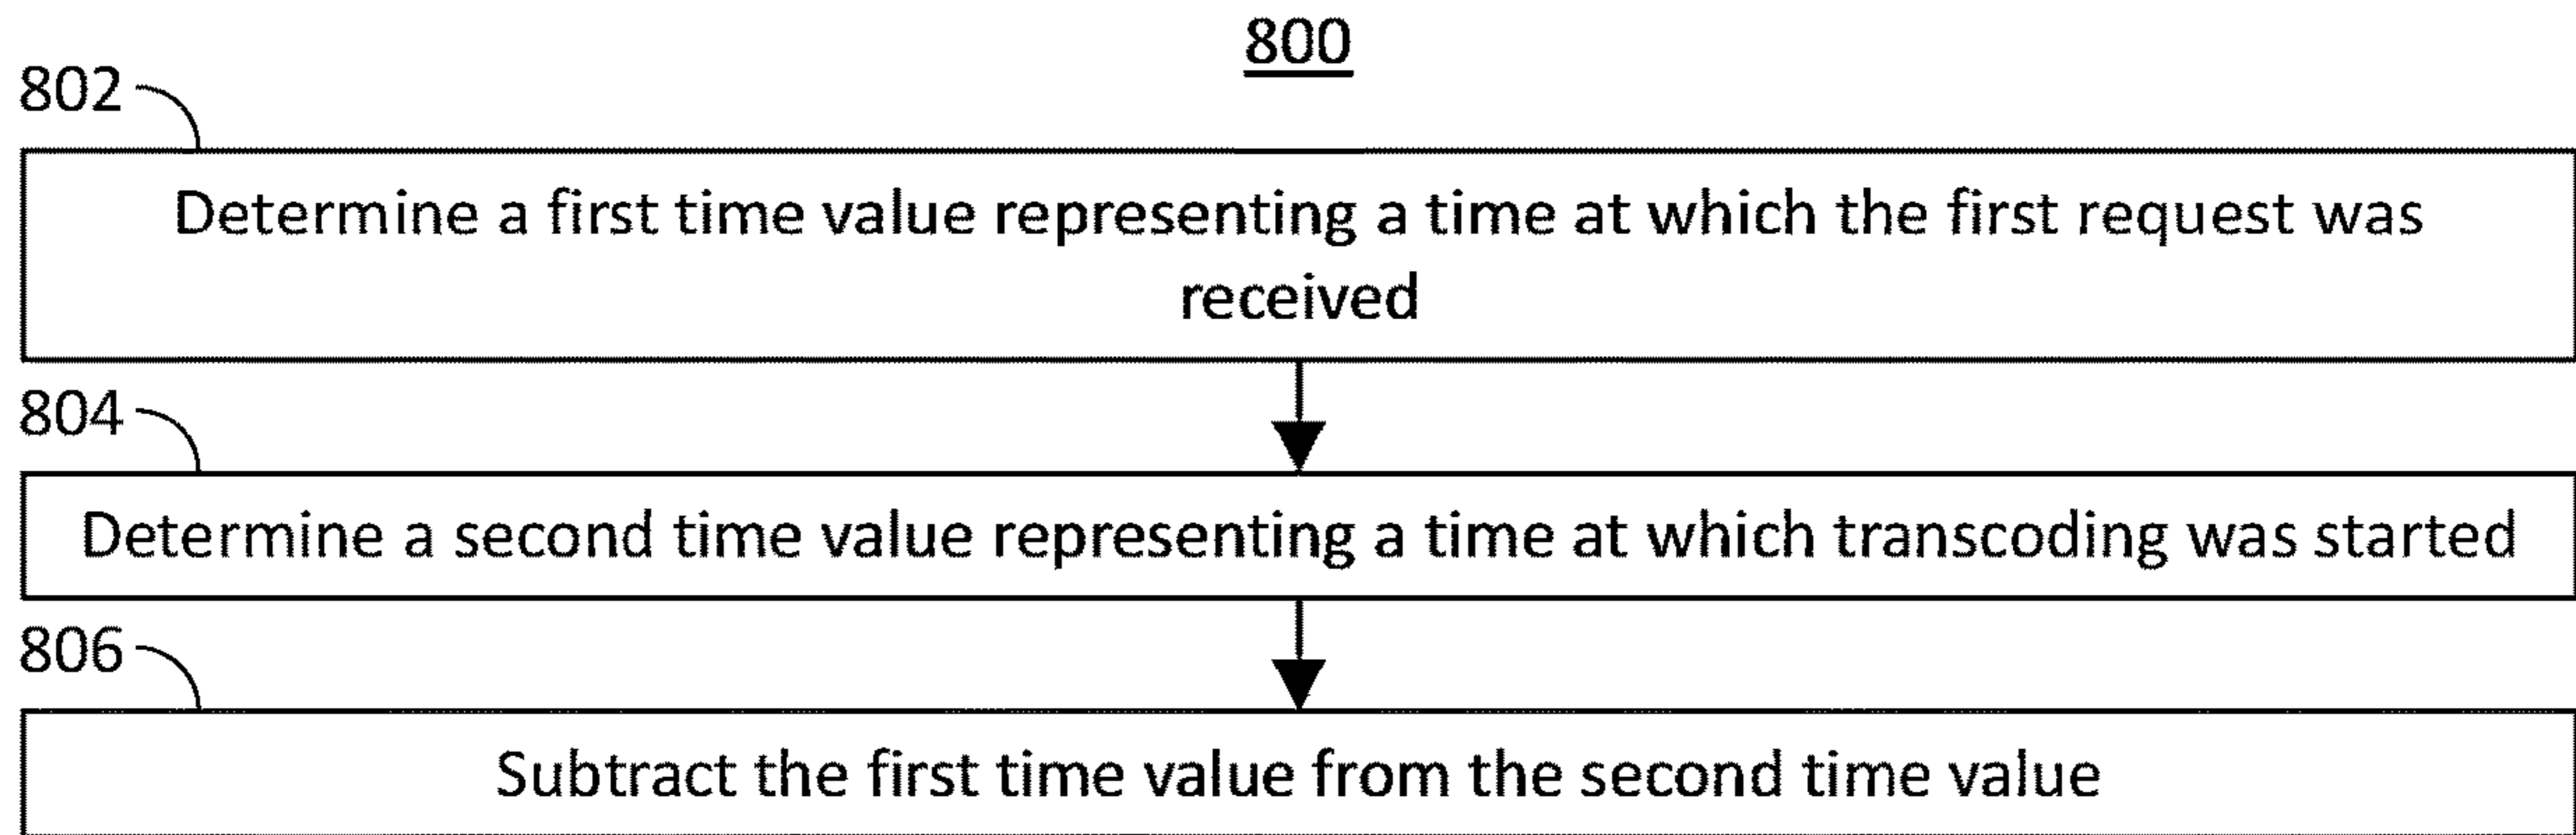 800
802
Determine a first time value representing a time at which the first request was
received
804
Determine a second time value representing a time at which transcoding was started
806
Subtract the first time value from the second time value